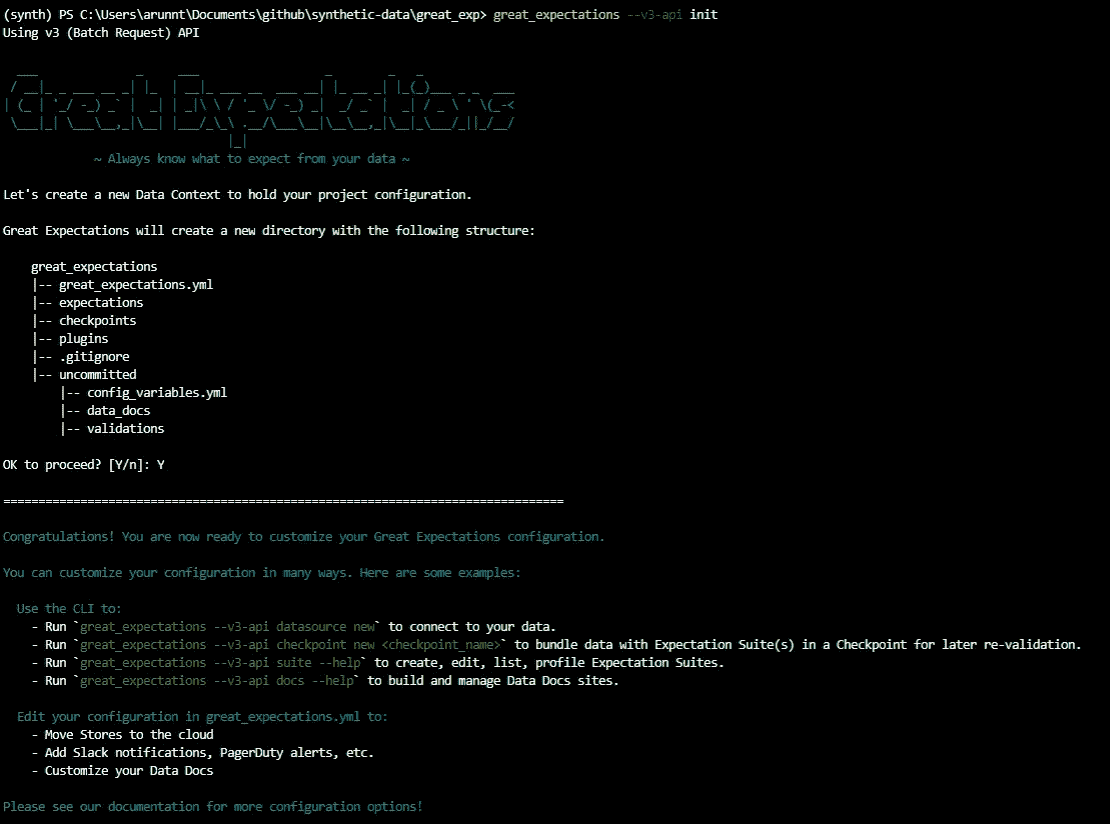 (synth) PS C:\Users\arunnt\Documents\github\synthetic-data\great_exp> great_expectations --v3-api init
Using v3 (Batch Request) API
Great Expectations
~ Always know what to expect from your data ~
Let's create a new Data Context to hold your project configuration.
Great Expectations will create a new directory with the following structure:
great_expectations
|-- great_expectations.yml
|-- expectations
|-- checkpoints
|-- plugins
|-- .gitignore
|-- uncommitted
|-- config_variables.yml
|-- data_docs
|-- validations
OK to proceed? [Y/n]: Y
================================================================================
Congratulations! You are now ready to customize your Great Expectations configuration.
You can customize your configuration in many ways. Here are some examples:
Use the CLI to:
- Run `great_expectations --v3-api datasource new` to connect to your data.
- Run `great_expectations --v3-api checkpoint new <checkpoint_name>` to bundle data with Expectation Suite(s) in a Checkpoint for later re-validation.
- Run `great_expectations --v3-api suite --help` to create, edit, list, profile Expectation Suites.
- Run `great_expectations --v3-api docs --help` to build and manage Data Docs sites.
Edit your configuration in great_expectations.yml to:
- Move Stores to the cloud
- Add Slack notifications, PagerDuty alerts, etc.
- Customize your Data Docs
Please see our documentation for more configuration options!